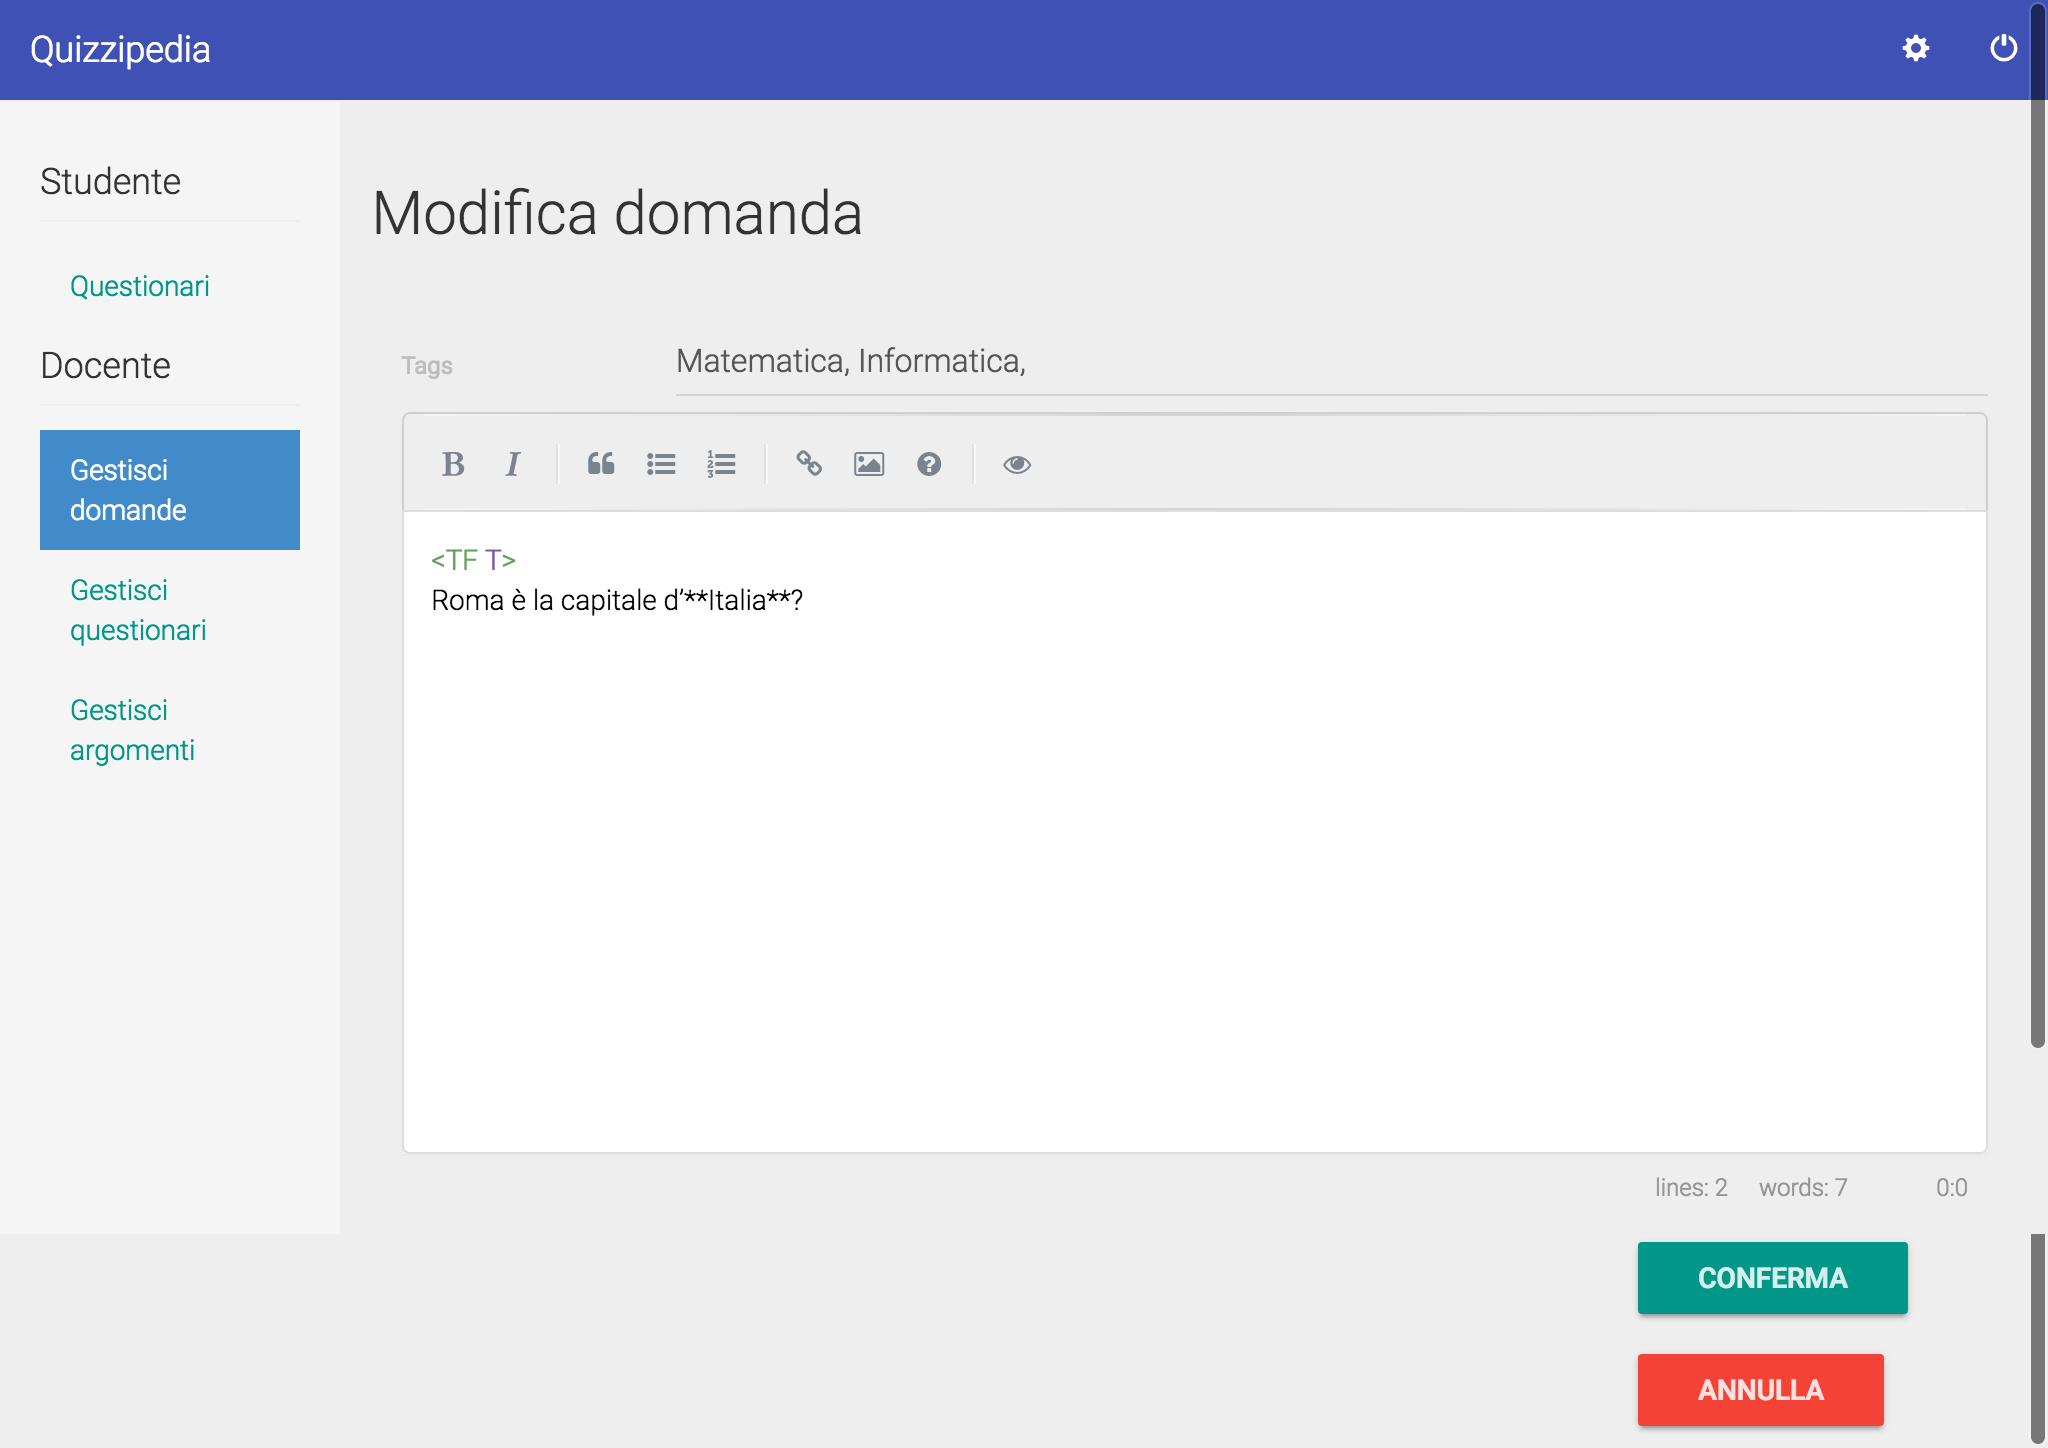 Quizzipedia
Studente
Questionari
Docente
Gestisci
domande
Gestisci
questionari
Gestisci
argomenti
Modifica domanda
Tags
Matematica, Informatica,
B I
<TF T>
Roma è la capitale d’**Italia**?
lines: 2 words: 7 0:0
CONFERMA
ANNULLA